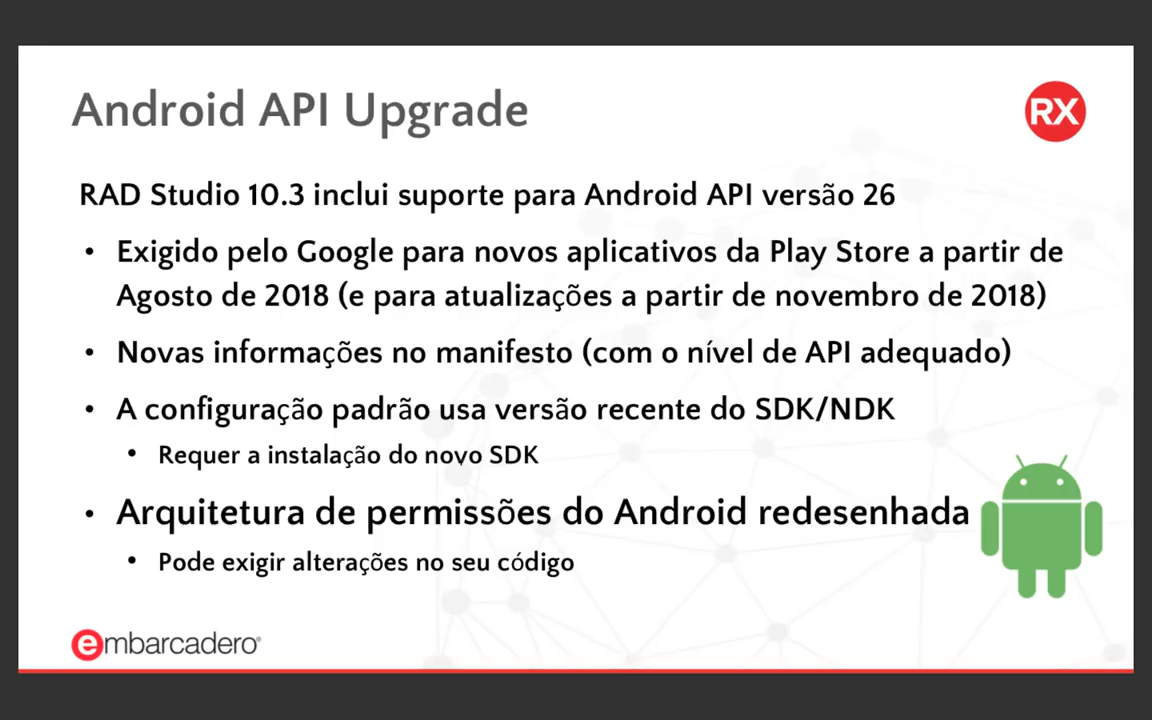 Android API Upgrade
RX
RAD Studio 10.3 inclui suporte para Android API versão 26
• Exigido pelo Google para novos aplicativos da Play Store a partir de
Agosto de 2018 (e para atualizações a partir de novembro de 2018)
• Novas informações no manifesto (com o nível de API adequado)
• A configuração padrão usa versão recente do SDK/NDK
• Requer a instalação do novo SDK
• Arquitetura de permissões do Android redesenhada
• Pode exigir alterações no seu código
embarcadero®